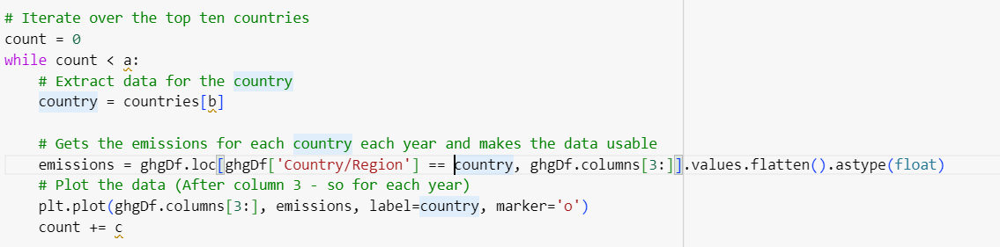 # Iterate over the top ten countries
count = 0
while count < a:
    # Extract data for the country
    country = countries[b]
    # Gets the emissions for each country each year and makes the data usable
    emissions = ghgDf.loc[ghgDf['Country/Region'] == country, ghgDf.columns[3:]].values.flatten().astype(float)
    # Plot the data (After column 3 - so for each year)
    plt.plot(ghgDf.columns[3:], emissions, label=country, marker='o')
    count += c